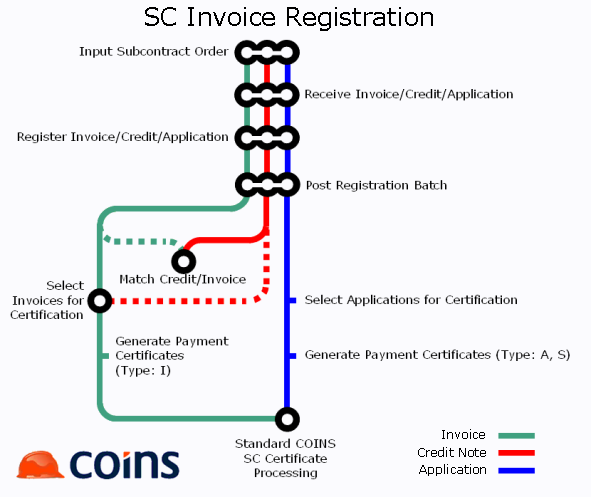 SC Invoice Registration
Input Subcontract Order
Receive Invoice/Credit/Application
Register Invoice/Credit/Application
Post Registration Batch
Match Credit/Invoice
Select
Invoices for
Certification
Select Applications for Certification
Generate Payment
Certificates
(Type: I)
Generate Payment Certificates (Type: A, S)
Standard COINS
SC Certificate
Processing
Invoice
Credit Note
Application
coins